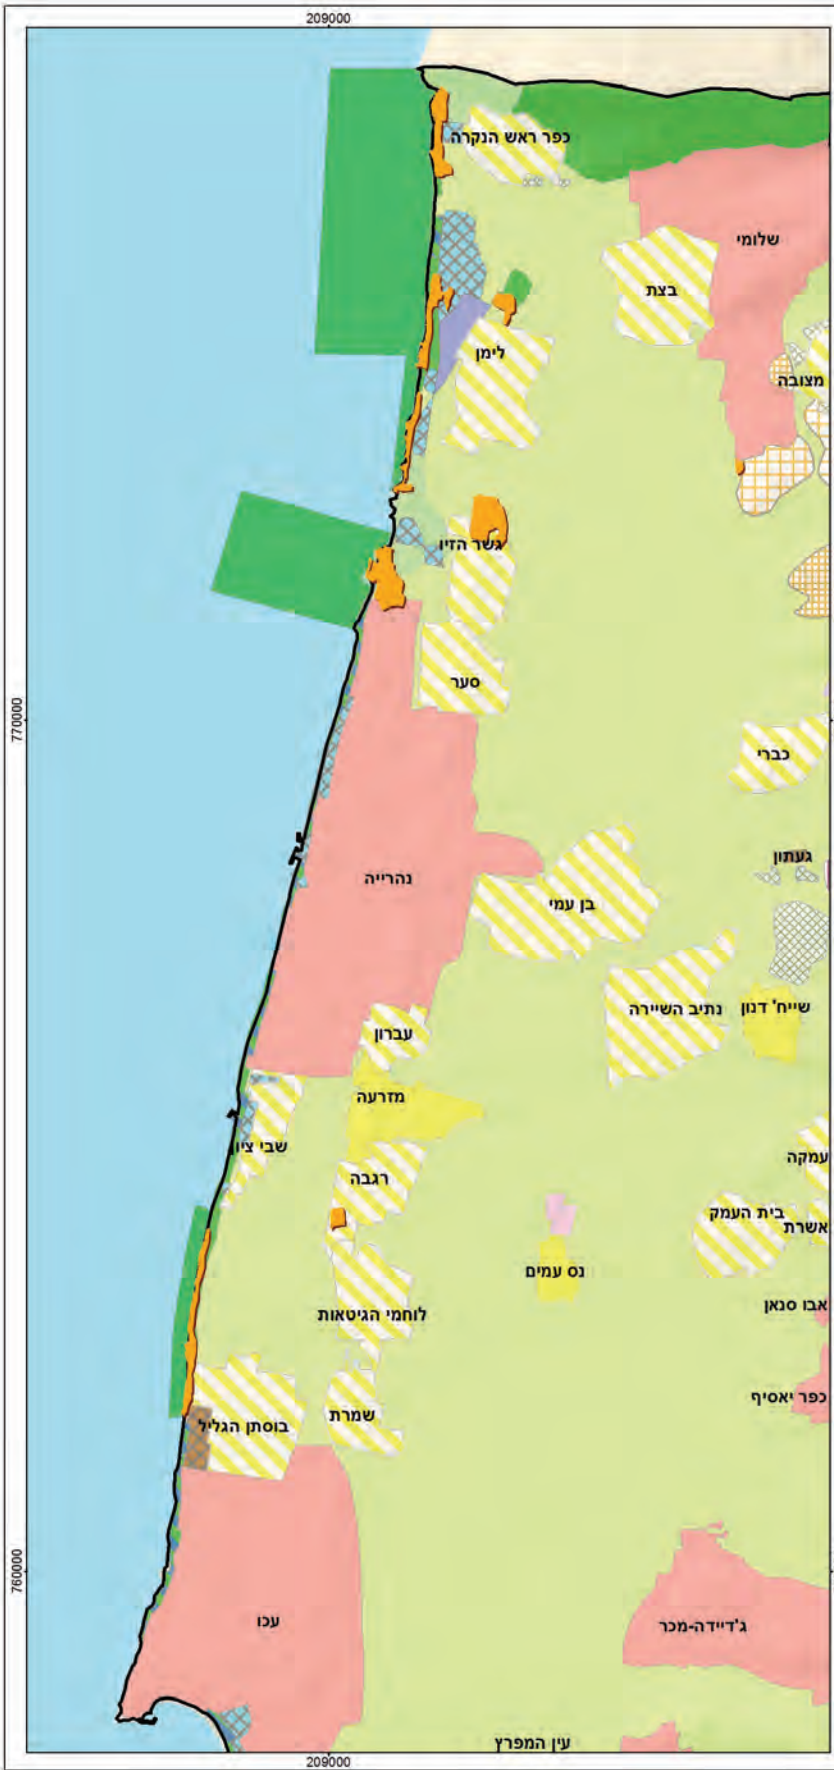 209000
כפר ראש הנקרה
שלומי
בצת
לימן
מצובה
גשר הזיו
סער
770000
כברי
געתון
נהרייה
בן עמי
שייח' דנון
נתיב השיירה
עברון
מזרעה
שבי ציון
עמקה
רגבה
בית העמק
אשרת
נס עמים
אבו סנאן
לוחמי הגיטאות
כפר יאסיף
שמרת
בוסתן הגליל
760000
עכו
ג'דיידה-מכר
עין המפרץ
209000